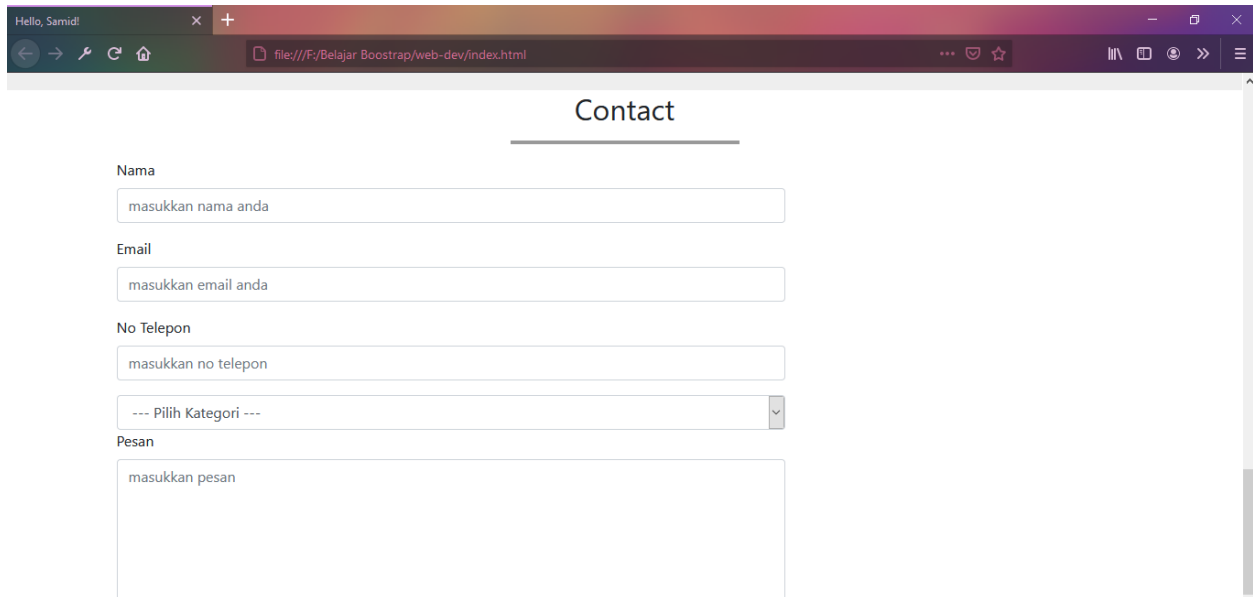 Hello, Samid!
file:///F:/Belajar Boostrap/web-dev/index.html
Contact
Nama
masukkan nama anda
Email
masukkan email anda
No Telepon
masukkan no telepon
--- Pilih Kategori ---
Pesan
masukkan pesan